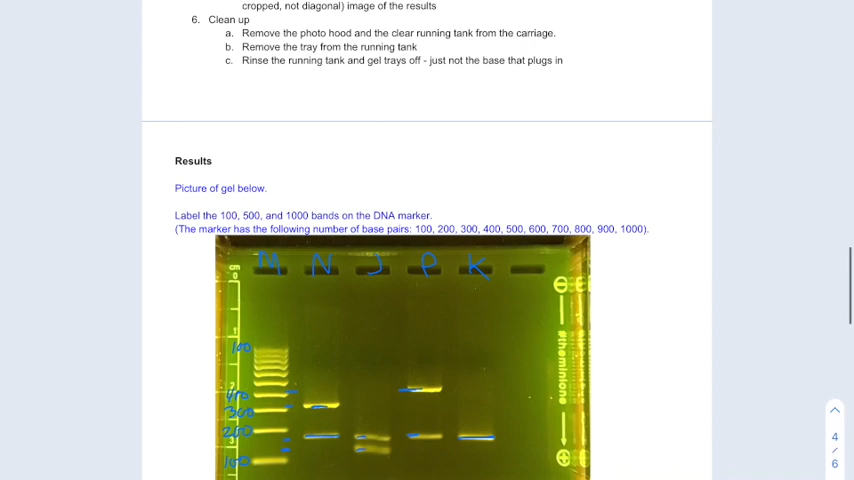 cropped, not diagonal) image of the results
6. Clean up
a. Remove the photo hood and the clear running tank from the carriage.
b. Remove the tray from the running tank
c. Rinse the running tank and gel trays off - just not the base that plugs in
Results
Picture of gel below.
Label the 100, 500, and 1000 bands on the DNA marker.
(The marker has the following number of base pairs: 100, 200, 300, 400, 500, 600, 700, 800, 900, 1000).
M N J P K
cm
0
1
100
2
400
300
200
3
100
#theminione
4
/
6